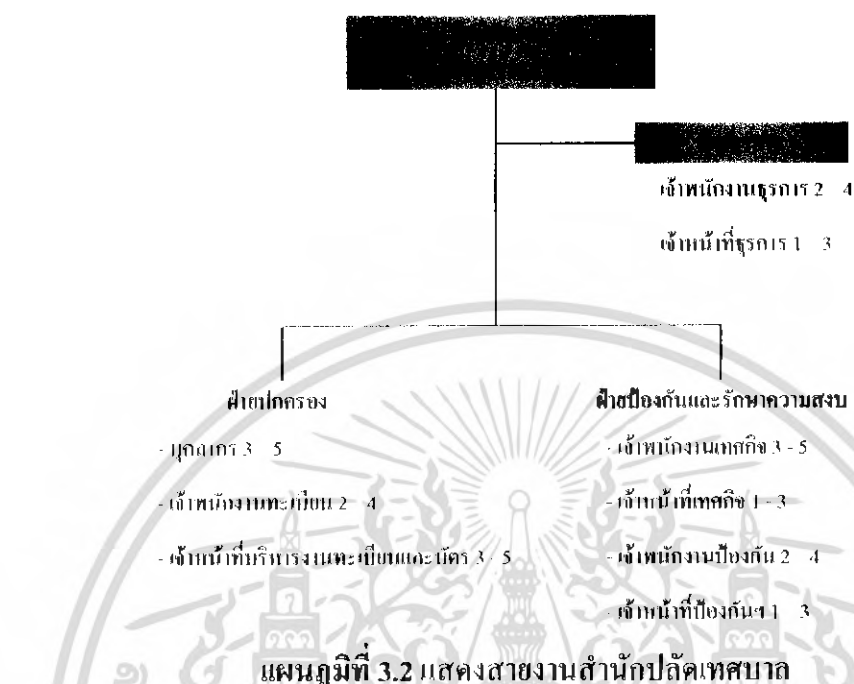 เจ้าพนักงานธุรการ 2 4
เจ้าหน้าที่ธุรการ 1 3
ฝ่ายปกครอง
- บุคลากร 3 5
- เจ้าพนักงานทะเบียน 2 4
- เจ้าหน้าที่บริหารงานทะเบียนและบัตร 3 - 5
ฝ่ายป้องกันและรักษาความสงบ
- เจ้าพนักงานเทศกิจ 3 - 5
- เจ้าหน้าที่เทศกิจ 1 - 3
- เจ้าพนักงานป้องกัน 2 4
- เจ้าหน้าที่ป้องกันฯ 1 3
แผนภูมิที่ 3.2 แสดงสายงานสำนักปลัดเทศบาล